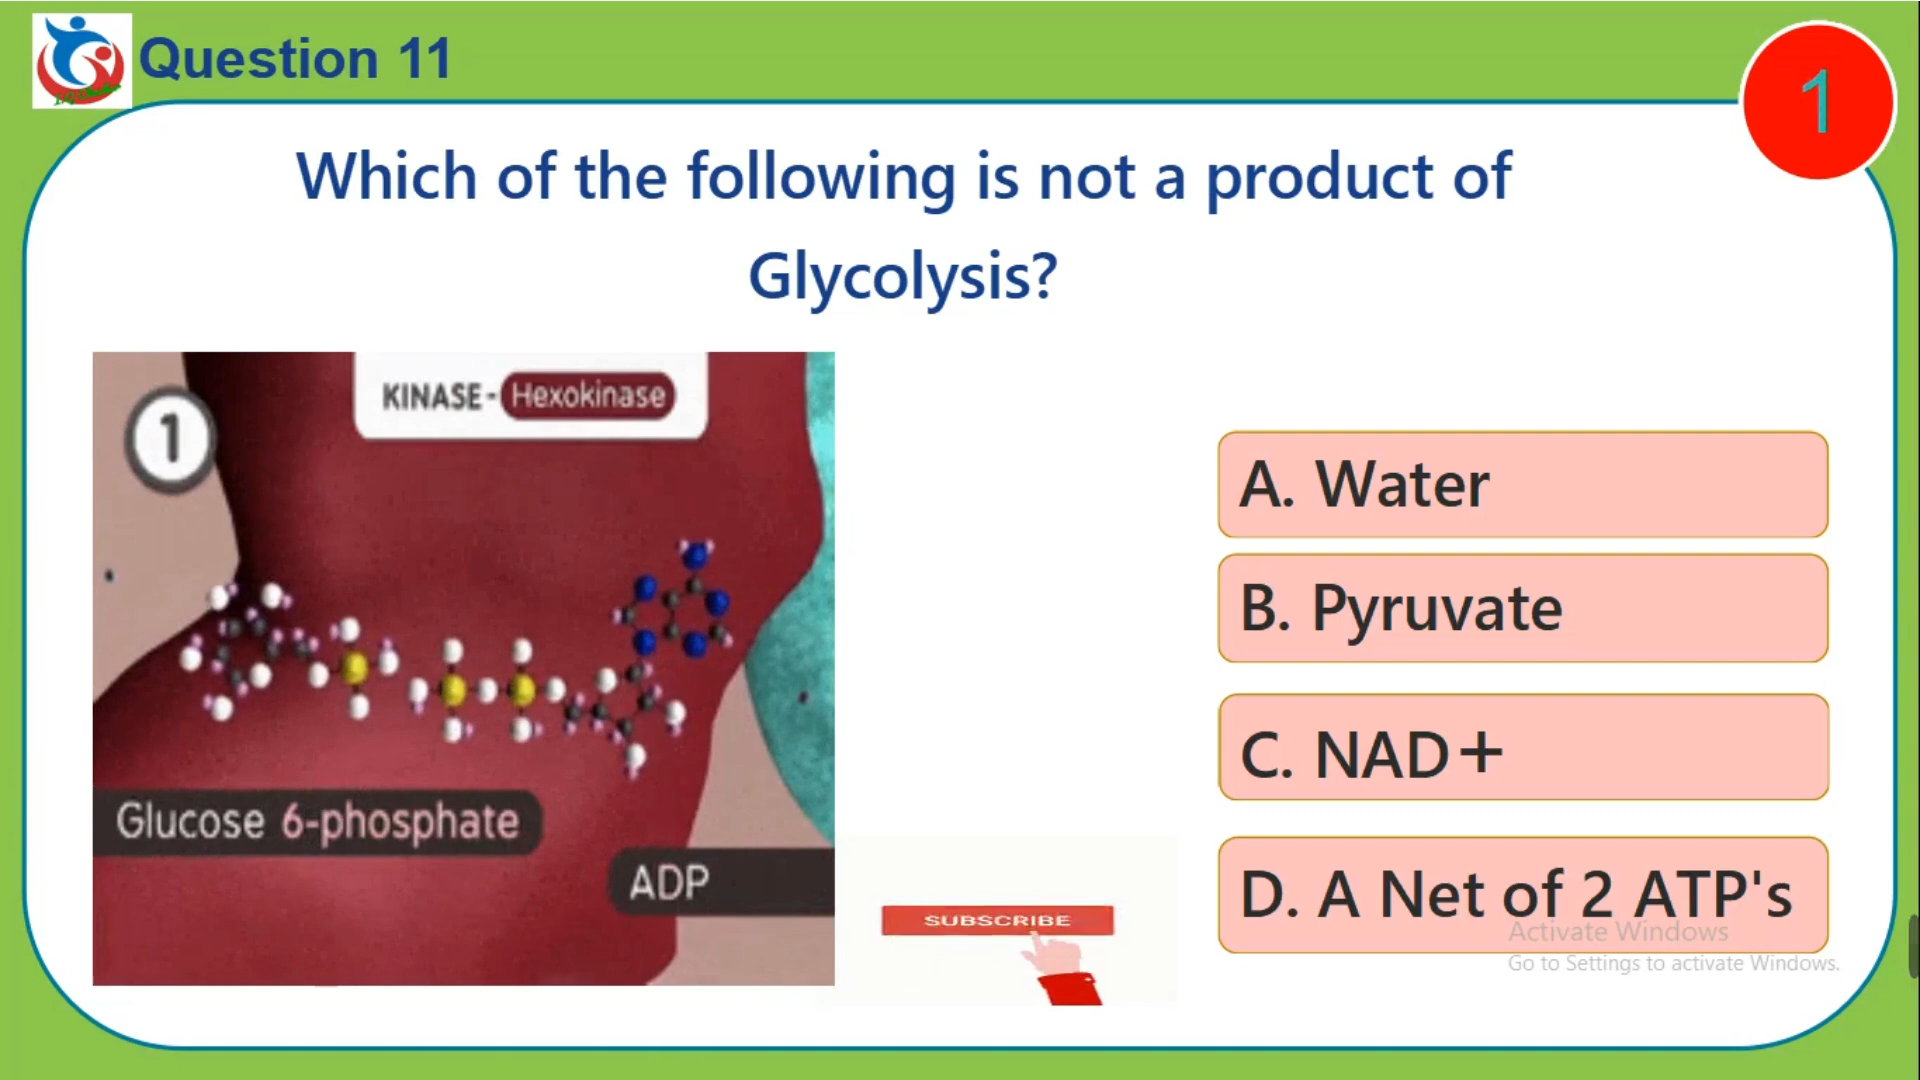 Question 11
1
Which of the following is not a product of
Glycolysis?
KINASE - Hexokinase
1
Glucose 6-phosphate
ADP
SUBSCRIBE
A. Water
B. Pyruvate
C. NAD+
D. A Net of 2 ATP's
Activate Windows
Go to Settings to activate Windows.